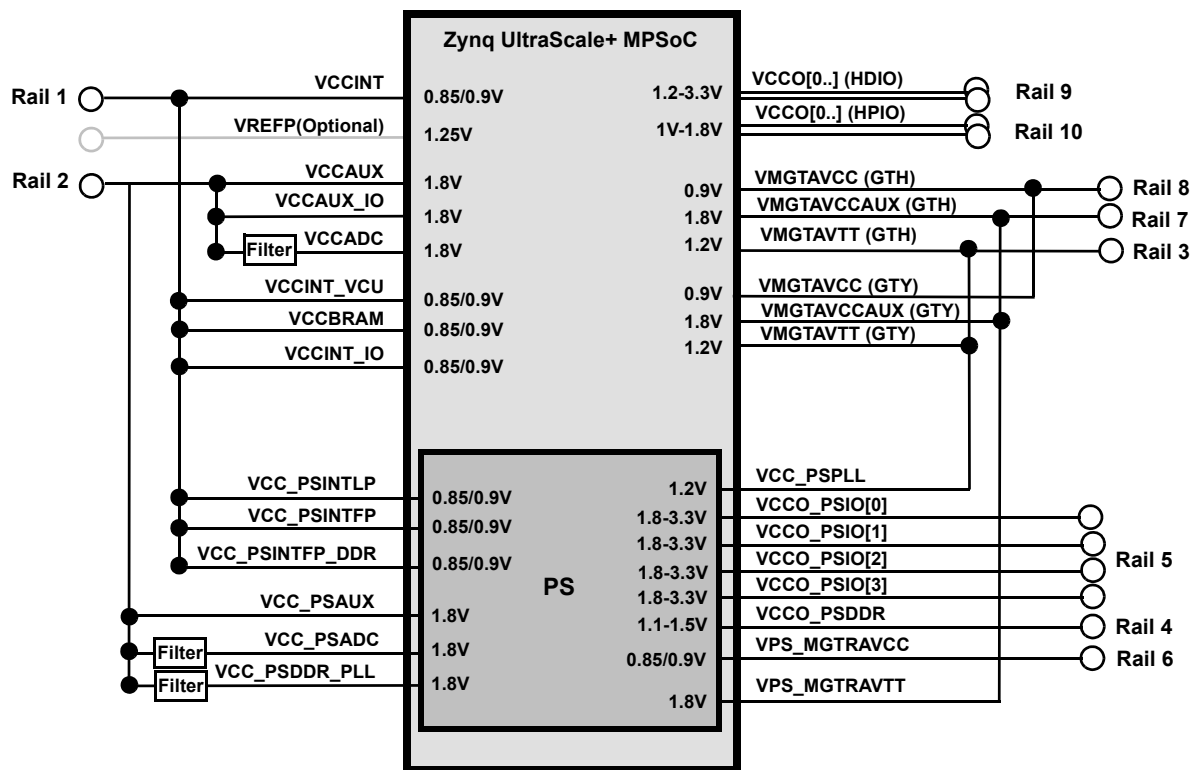 Zynq UltraScale+ MPSoC
Rail 1
VCCINT
0.85/0.9V
VREFP(Optional)
1.25V
Rail 2
VCCAUX
1.8V
VCCAUX_IO
1.8V
Filter
VCCADC
1.8V
VCCINT_VCU
0.85/0.9V
VCCBRAM
0.85/0.9V
VCCINT_IO
0.85/0.9V
1.2-3.3V
VCCO[0..] (HDIO)
Rail 9
1V-1.8V
VCCO[0..] (HPIO)
Rail 10
0.9V
VMGTAVCC (GTH)
Rail 8
1.8V
VMGTAVCCAUX (GTH)
Rail 7
1.2V
VMGTAVTT (GTH)
Rail 3
0.9V
VMGTAVCC (GTY)
1.8V
VMGTAVCCAUX (GTY)
1.2V
VMGTAVTT (GTY)
PS
VCC_PSINTLP
0.85/0.9V
VCC_PSINTFP
0.85/0.9V
VCC_PSINTFP_DDR
0.85/0.9V
VCC_PSAUX
1.8V
Filter
VCC_PSADC
1.8V
Filter
VCC_PSDDR_PLL
1.8V
1.2V
VCC_PSPLL
1.8-3.3V
VCCO_PSIO[0]
1.8-3.3V
VCCO_PSIO[1]
1.8-3.3V
VCCO_PSIO[2]
Rail 5
1.8-3.3V
VCCO_PSIO[3]
1.1-1.5V
VCCO_PSDDR
Rail 4
0.85/0.9V
VPS_MGTRAVCC
Rail 6
1.8V
VPS_MGTRAVTT